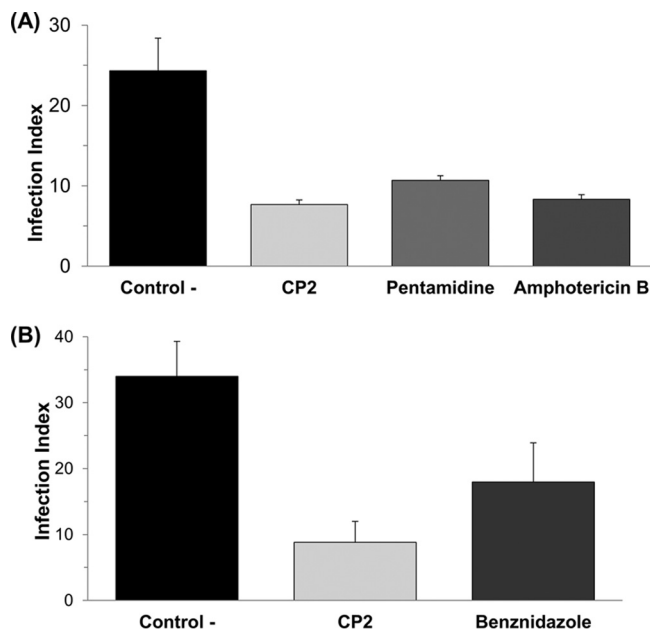 (A)
30
20
10
0
Infection Index
Control - CP2 Pentamidine Amphotericin B
(B)
40
30
20
10
0
Infection Index
Control - CP2 Benznidazole